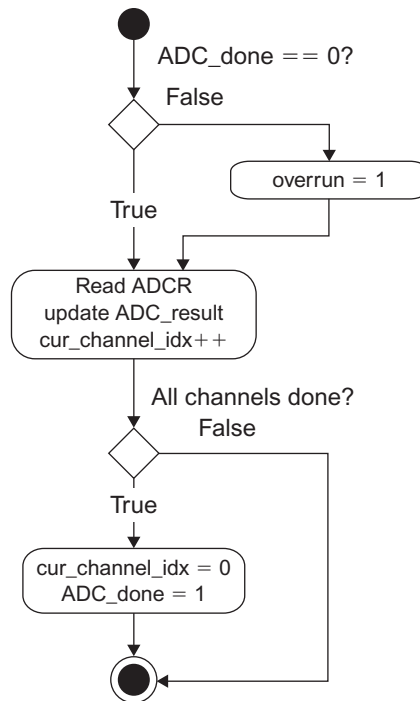 ADC_done == 0?
False
overrun = 1
True
Read ADCR
update ADC_result
cur_channel_idx++
All channels done?
False
True
cur_channel_idx = 0
ADC_done = 1